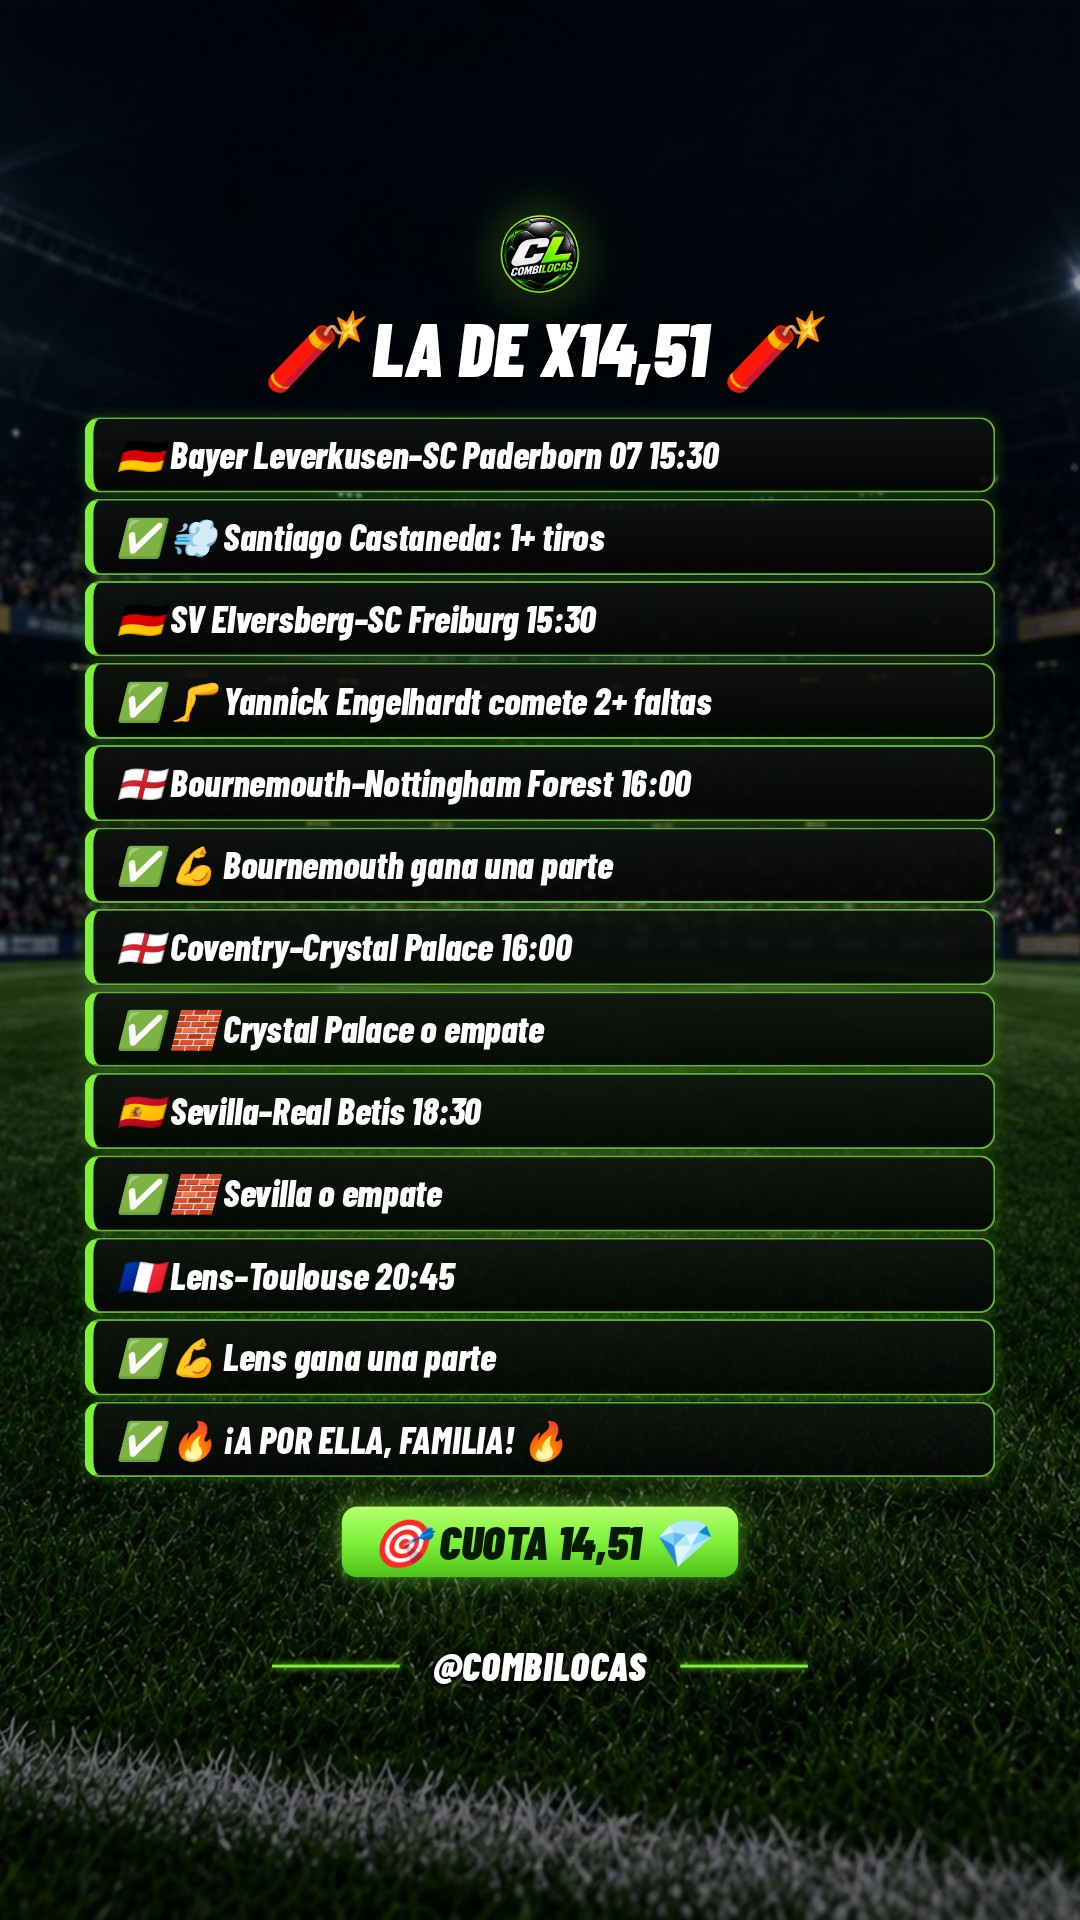 CL
COMBILOCAS
🧨 LA DE X14,51 🧨
🇩🇪 Bayer Leverkusen-SC Paderborn 07 15:30
✅ 💨 Santiago Castaneda: 1+ tiros
🇩🇪 SV Elversberg-SC Freiburg 15:30
✅ 🦵 Yannick Engelhardt comete 2+ faltas
🏴󠁧󠁢󠁥󠁮󠁧󠁿 Bournemouth-Nottingham Forest 16:00
✅ 💪 Bournemouth gana una parte
🏴󠁧󠁢󠁥󠁮󠁧󠁿 Coventry-Crystal Palace 16:00
✅ 🧱 Crystal Palace o empate
🇪🇸 Sevilla-Real Betis 18:30
✅ 🧱 Sevilla o empate
🇫🇷 Lens-Toulouse 20:45
✅ 💪 Lens gana una parte
✅ 🔥 ¡A POR ELLA, FAMILIA! 🔥
🎯 CUOTA 14,51 💎
@COMBILOCAS